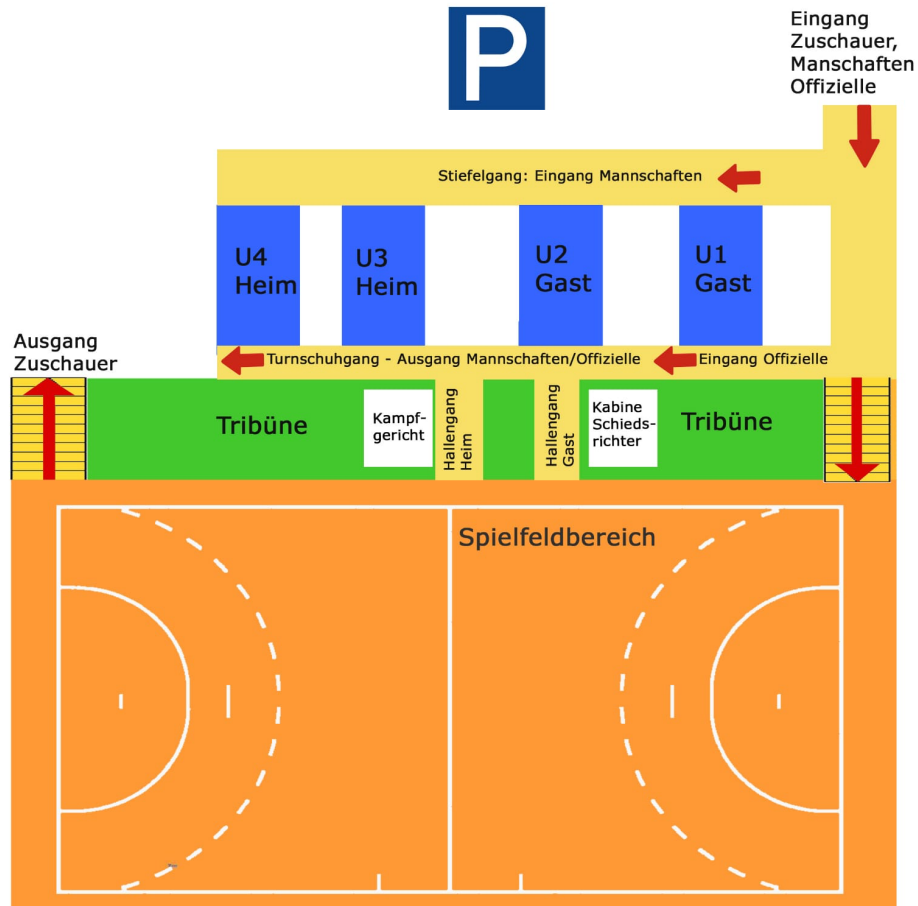 P
Eingang
Zuschauer,
Manschaften
Offizielle
Stiefelgang: Eingang Mannschaften
U4
Heim
U3
Heim
U2
Gast
U1
Gast
Ausgang
Zuschauer
Turnschuhgang - Ausgang Mannschaften/Offizielle
Eingang Offizielle
Tribüne
Kampf-
gericht
Hallengang
Heim
Hallengang
Gast
Kabine
Schieds-
richter
Tribüne
Spielfeldbereich